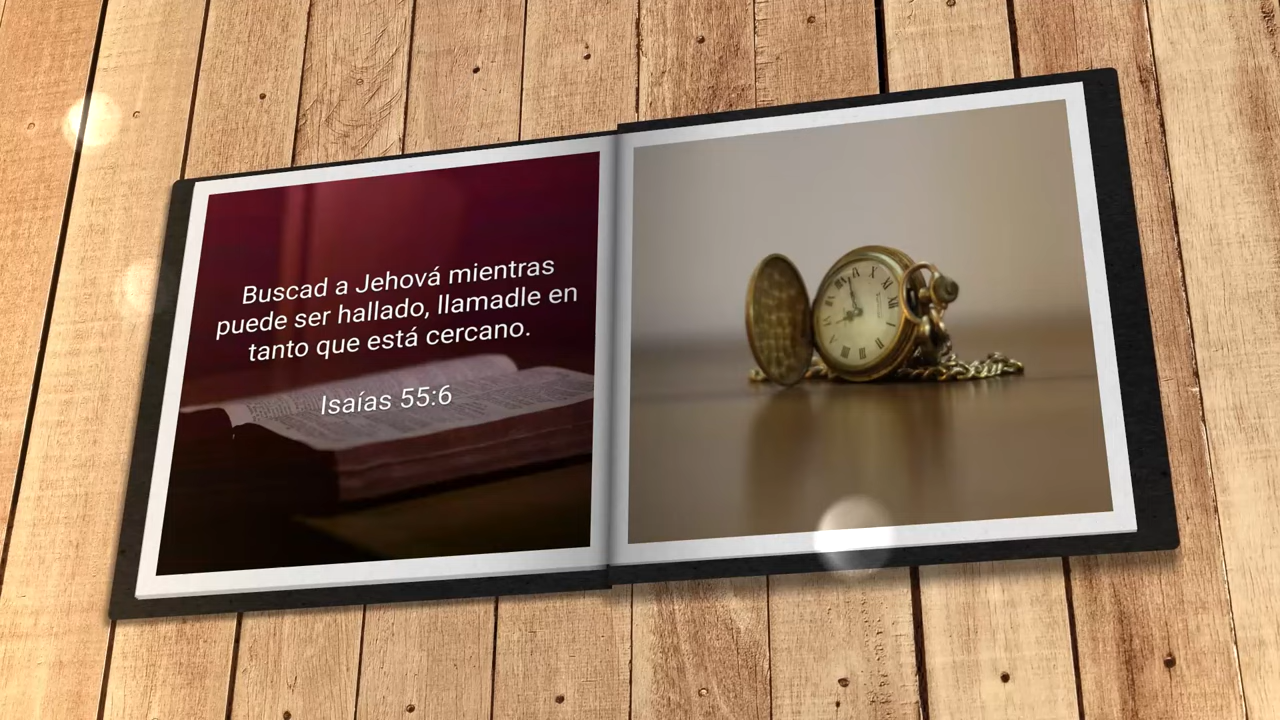 Buscad a Jehová mientras
puede ser hallado, llamadle en
tanto que está cercano.
Isaías 55:6